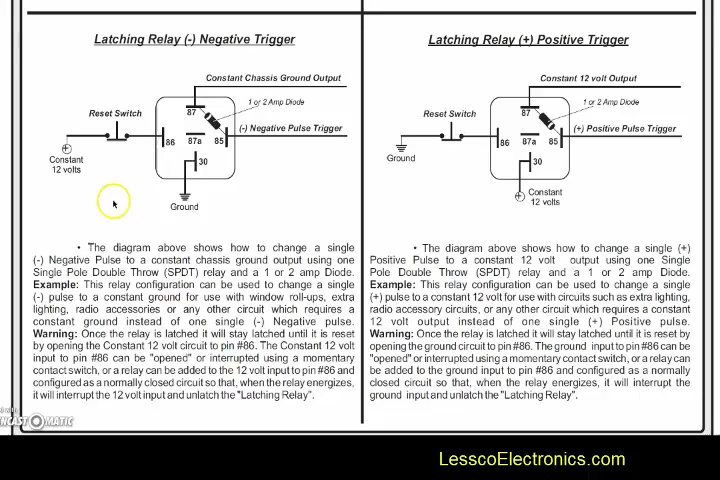 Latching Relay (-) Negative Trigger
Constant Chassis Ground Output
1 or 2 Amp Diode
Reset Switch
87
(-) Negative Pulse Trigger
86
87a
85
30
Constant
12 volts
Ground
• The diagram above shows how to change a single
(-) Negative Pulse to a constant chassis ground output using one
Single Pole Double Throw (SPDT) relay and a 1 or 2 amp Diode.
Example: This relay configuration can be used to change a single
(-) pulse to a constant ground for use with window roll-ups, extra
lighting, radio accessories or any other circuit which requires a
constant ground instead of one single (-) Negative pulse.
Warning: Once the relay is latched it will stay latched until it is reset
by opening the Constant 12 volt circuit to pin #86. The Constant 12 volt
input to pin #86 can be "opened" or interrupted using a momentary
contact switch, or a relay can be added to the 12 volt input to pin #86 and
configured as a normally closed circuit so that, when the relay energizes,
it will interrupt the 12 volt input and unlatch the "Latching Relay".
Latching Relay (+) Positive Trigger
Constant 12 volt Output
1 or 2 Amp Diode
Reset Switch
87
(+) Positive Pulse Trigger
86
87a
85
30
Ground
Constant
12 volts
• The diagram above shows how to change a single (+)
Positive Pulse to a constant 12 volt output using one Single
Pole Double Throw (SPDT) relay and a 1 or 2 amp Diode.
Example: This relay configuration can be used to change a single
(+) pulse to a constant 12 volt for use with circuits such as extra lighting,
radio accessory circuits, or any other circuit which requires a constant
12 volt output instead of one single (+) Positive pulse.
Warning: Once the relay is latched it will stay latched until it is reset by
opening the ground circuit to pin #86. The ground input to pin #86 can be
"opened" or interrupted using a momentary contact switch, or a relay can
be added to the ground input to pin #86 and configured as a normally
closed circuit so that, when the relay energizes, it will interrupt the
ground input and unlatch the "Latching Relay".
NCAST MATIC
LesscoElectronics.com